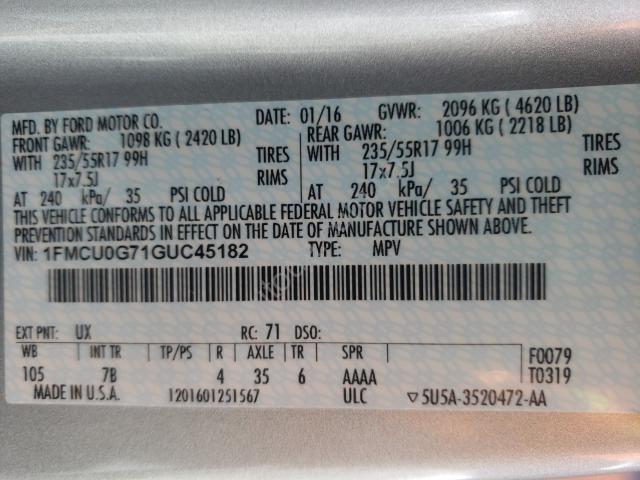 MFD. BY FORD MOTOR CO. DATE: 01/16 GVWR: 2096 KG ( 4620 LB)
FRONT GAWR: 1098 KG ( 2420 LB) REAR GAWR: 1006 KG ( 2218 LB)
WITH 235/55R17 99H TIRES WITH 235/55R17 99H TIRES
17x7.5J RIMS 17x7.5J RIMS
AT 240 kPa/ 35 PSI COLD AT 240 kPa/ 35 PSI COLD
THIS VEHICLE CONFORMS TO ALL APPLICABLE FEDERAL MOTOR VEHICLE SAFETY AND THEFT
PREVENTION STANDARDS IN EFFECT ON THE DATE OF MANUFACTURE SHOWN ABOVE.
VIN: 1FMCU0G71GUC45182 TYPE: MPV
EXT PNT: UX RC: 71 DSO:
WB INT TR TP/PS R AXLE TR SPR F0079
105 7B 4 35 6 AAAA T0319
MADE IN U.S.A. 1201601251567 ULC ▽5U5A-3520472-AA